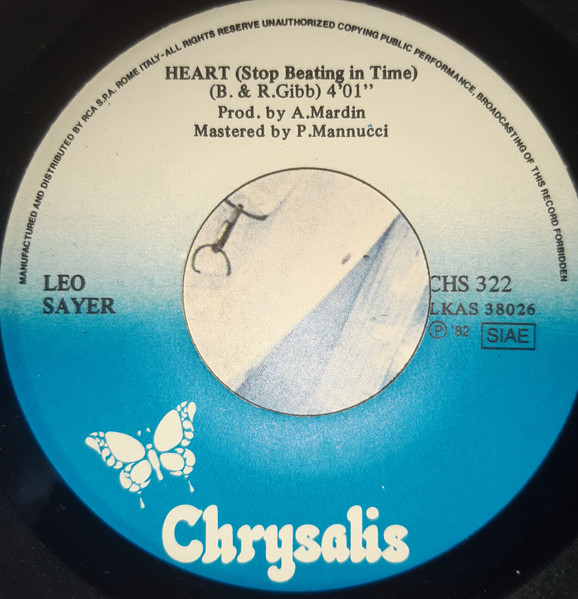 MANUFACTURED AND DISTRIBUTED BY RCA S.P.A. ROME ITALY-ALL RIGHTS RESERVE UNAUTHORIZED COPYING PUBLIC PERFORMANCE, BROADCASTING OF THIS RECORD FORBIDDEN
HEART (Stop Beating in Time)
(B. & R.Gibb) 4'01"
Prod. by A.Mardin
Mastered by P.Mannucci
LEO
SAYER
CHS 322
LKAS 38026
Ⓟ '82 SIAE
Chrysalis